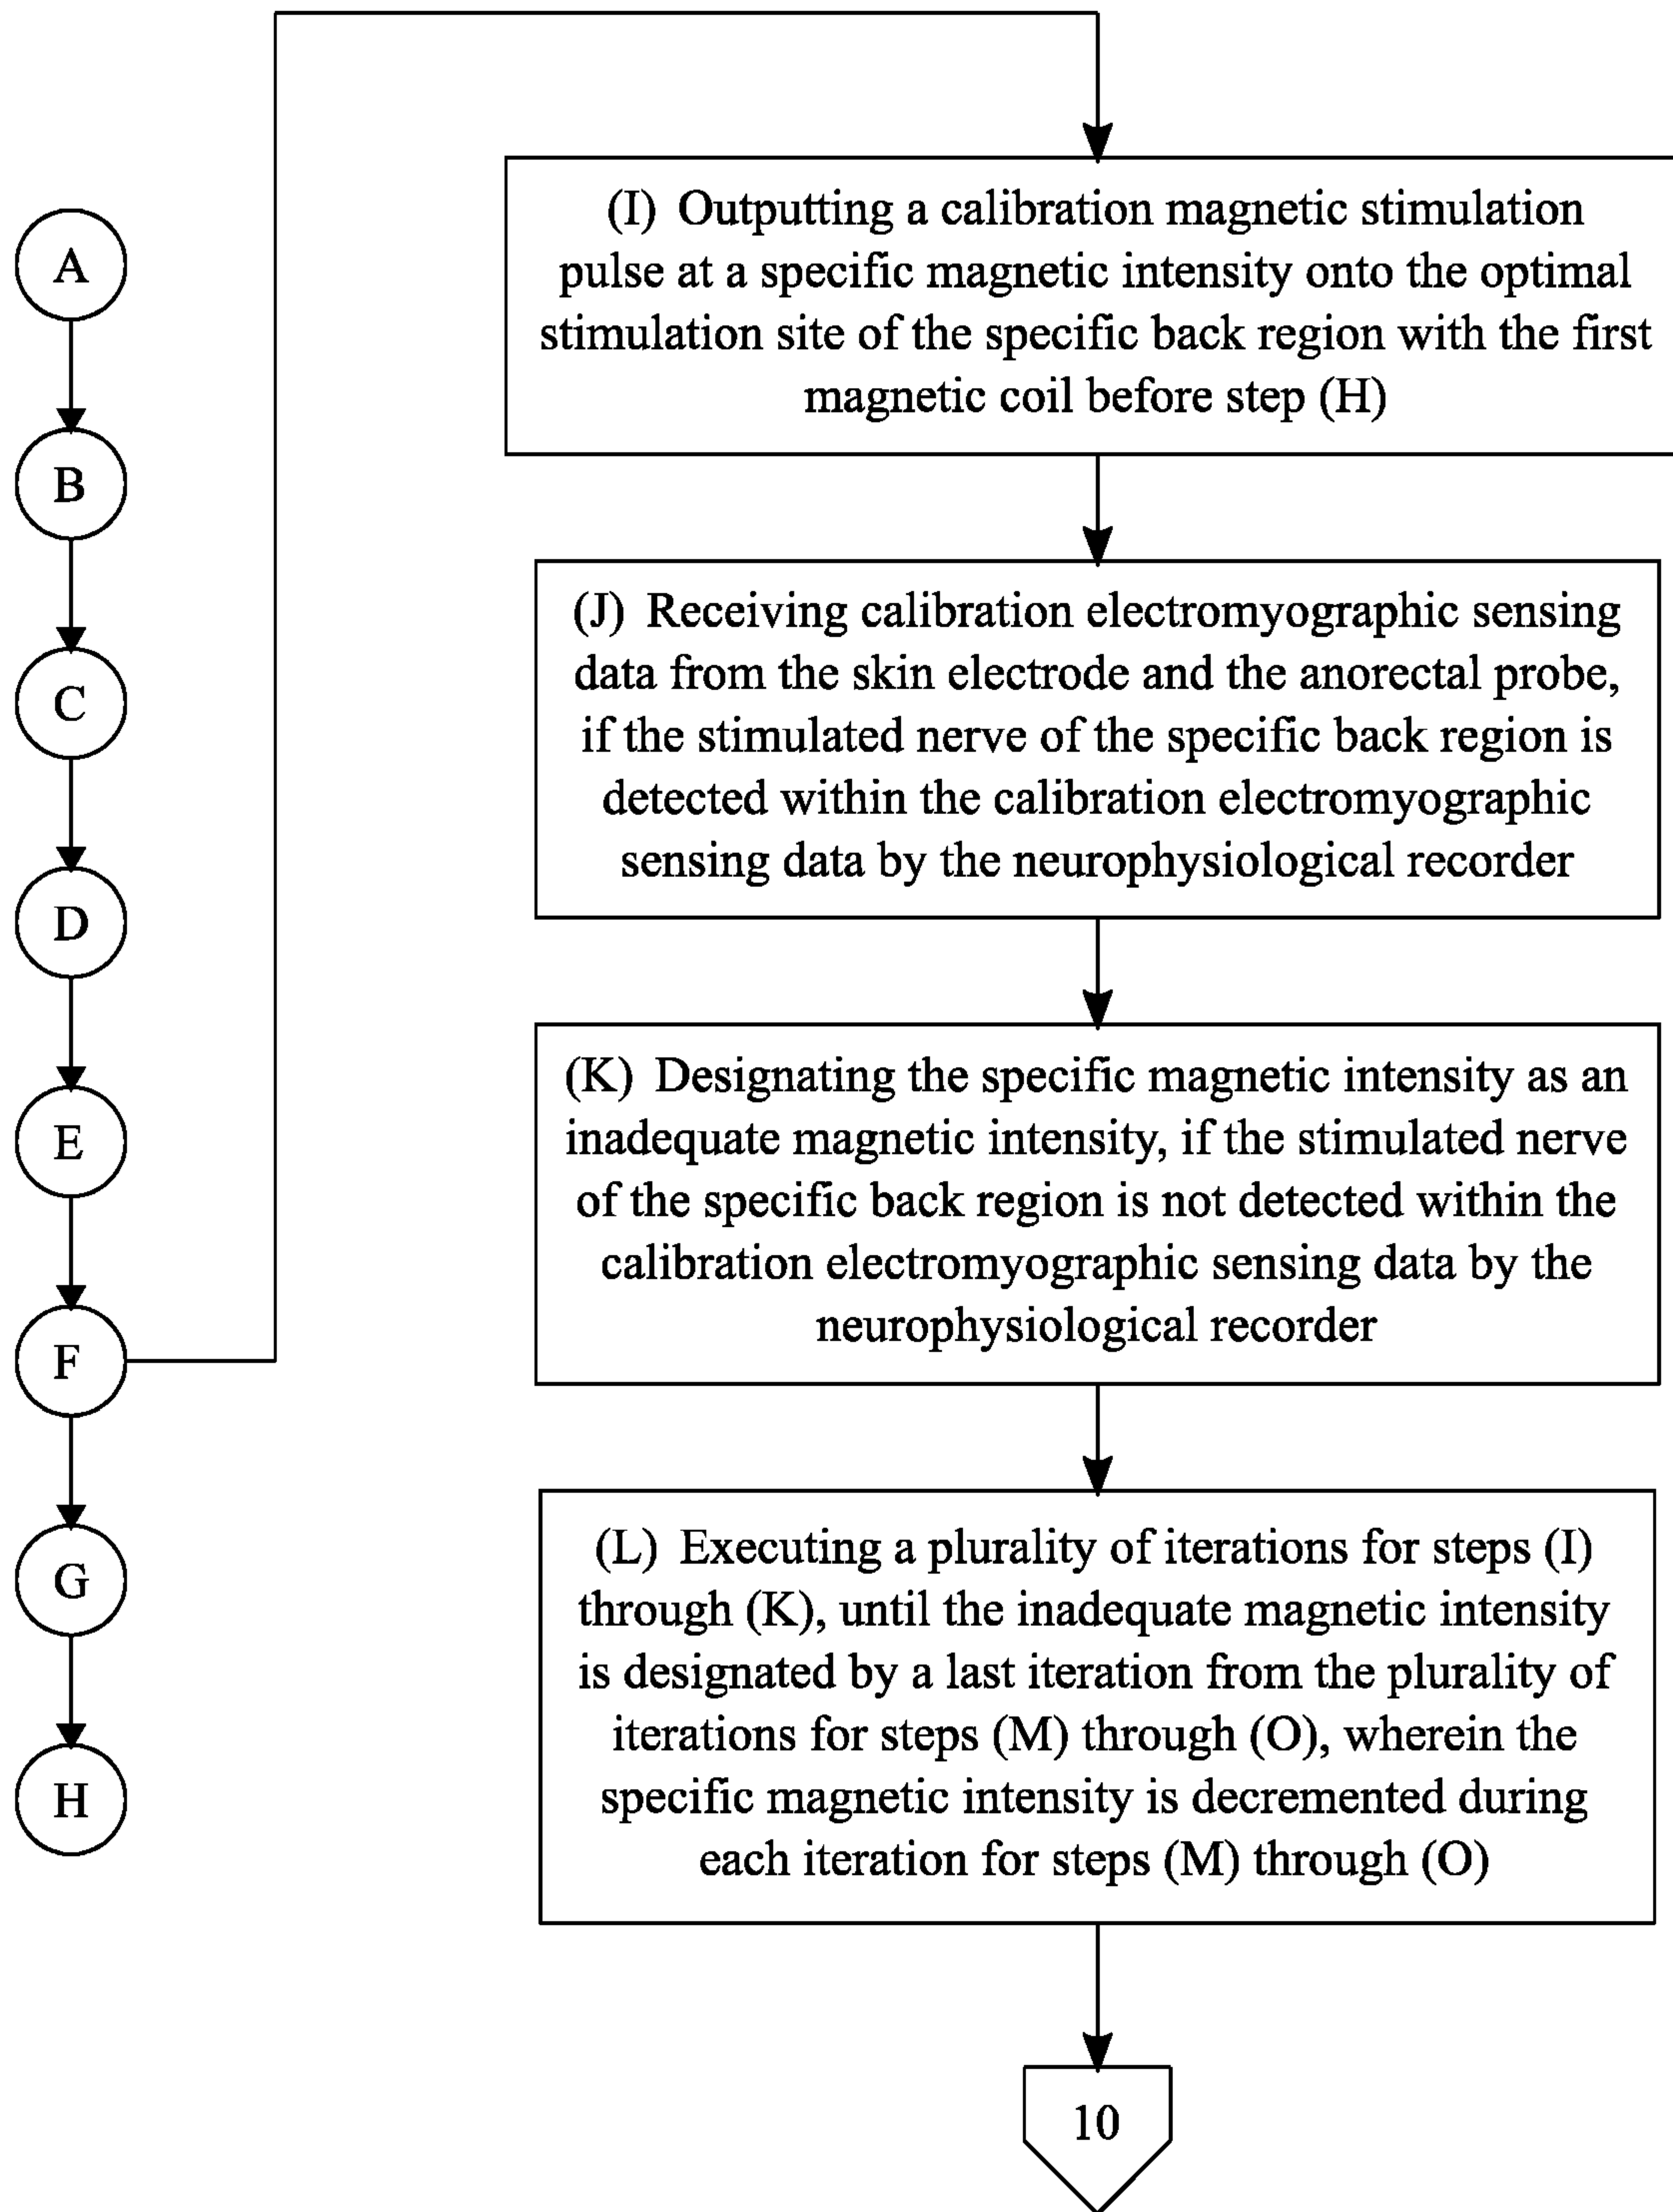 A
B
C
D
E
F
G
H
(I) Outputting a calibration magnetic stimulation
pulse at a specific magnetic intensity onto the optimal
stimulation site of the specific back region with the first
magnetic coil before step (H)
(J) Receiving calibration electromyographic sensing
data from the skin electrode and the anorectal probe,
if the stimulated nerve of the specific back region is
detected within the calibration electromyographic
sensing data by the neurophysiological recorder
(K) Designating the specific magnetic intensity as an
inadequate magnetic intensity, if the stimulated nerve
of the specific back region is not detected within the
calibration electromyographic sensing data by the
neurophysiological recorder
(L) Executing a plurality of iterations for steps (I)
through (K), until the inadequate magnetic intensity
is designated by a last iteration from the plurality of
iterations for steps (M) through (O), wherein the
specific magnetic intensity is decremented during
each iteration for steps (M) through (O)
10